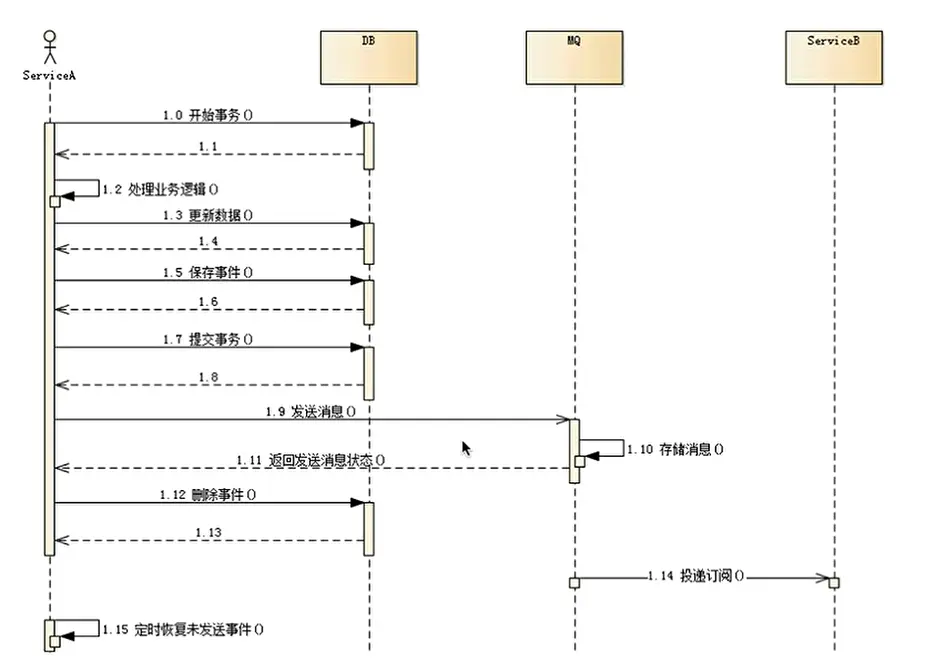 ServiceA
DB
MQ
ServiceB
1.0 开始事务()
1.1
1.2 处理业务逻辑()
1.3 更新数据()
1.4
1.5 保存事件()
1.6
1.7 提交事务()
1.8
1.9 发送消息()
1.10 存储消息()
1.11 返回发送消息状态()
1.12 删除事件()
1.13
1.14 投递订阅()
1.15 定时恢复未发送事件()